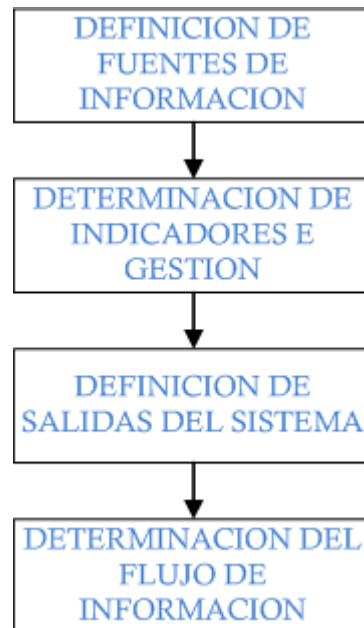 DEFINICION DE
FUENTES DE
INFORMACION
DETERMINACION DE
INDICADORES E
GESTION
DEFINICION DE
SALIDAS DEL SISTEMA
DETERMINACION DEL
FLUJO DE
INFORMACION